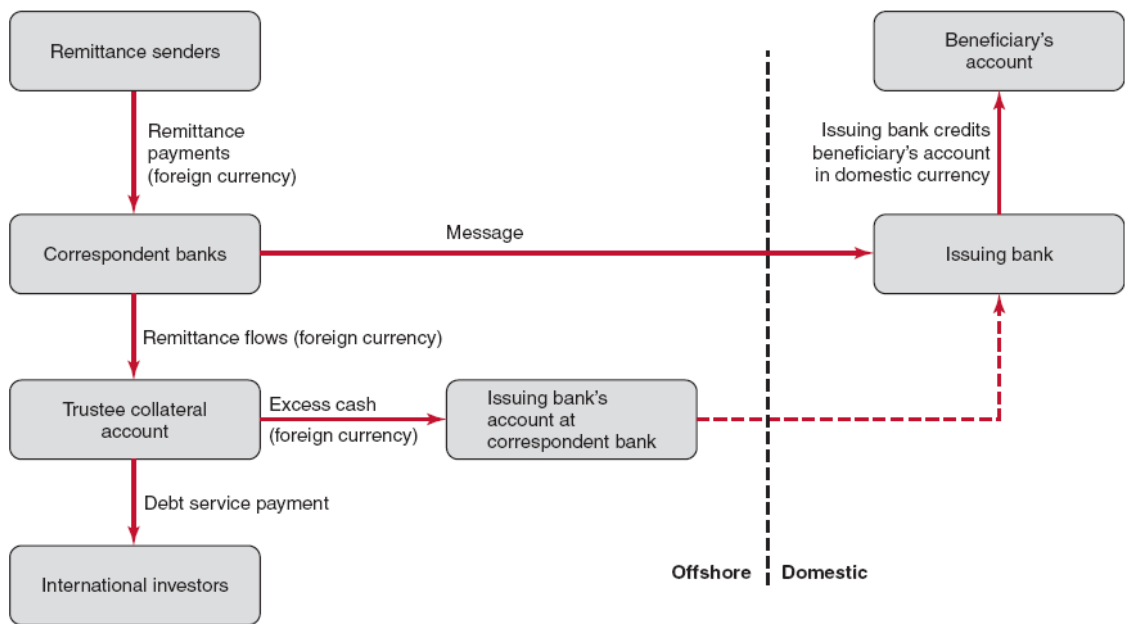 Remittance senders
Beneficiary's
account
Remittance
payments
(foreign currency)
Issuing bank credits
beneficiary's account
in domestic currency
Correspondent banks
Message
Issuing bank
Remittance flows (foreign currency)
Trustee collateral
account
Excess cash
(foreign currency)
Issuing bank's
account at
correspondent bank
Debt service payment
International investors
Offshore
Domestic